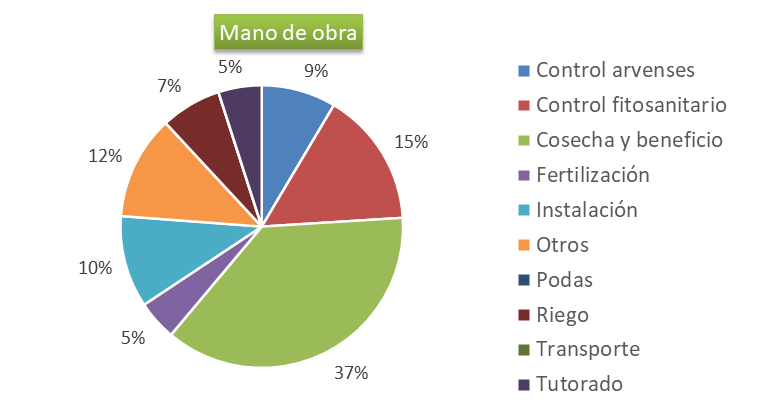 Mano de obra
9%
15%
37%
5%
10%
12%
7%
5%
Control arvenses
Control fitosanitario
Cosecha y beneficio
Fertilización
Instalación
Otros
Podas
Riego
Transporte
Tutorado